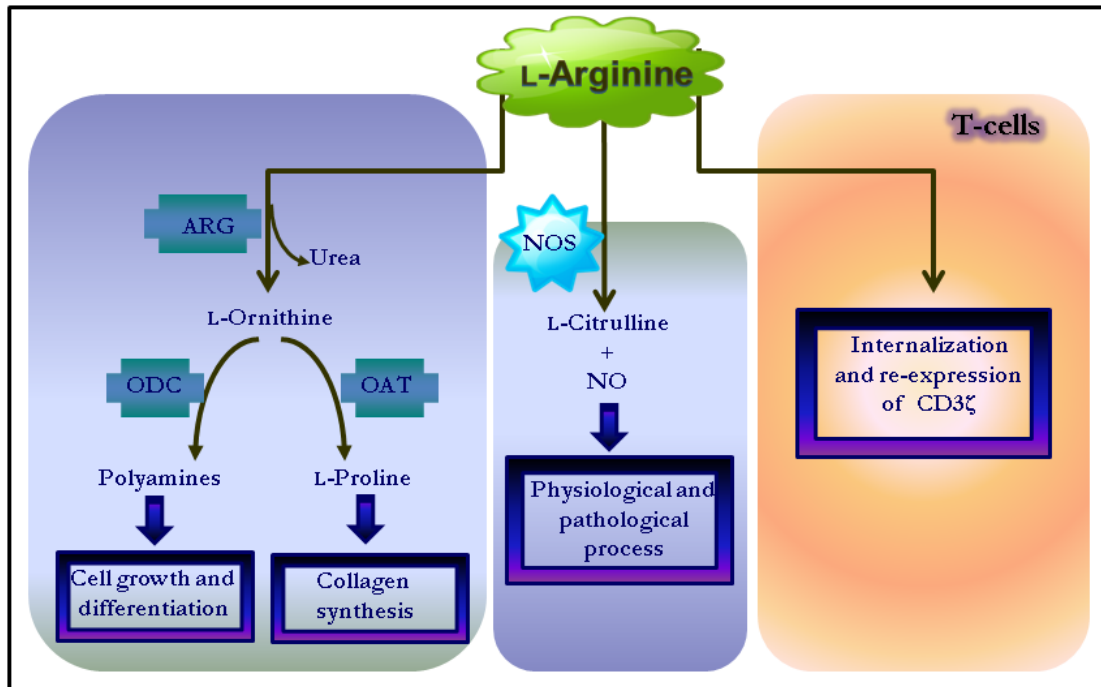 L-Arginine
T-cells
ARG
Urea
L-Ornithine
ODC
OAT
Polyamines
L-Proline
Cell growth and
differentiation
Collagen
synthesis
NOS
L-Citrulline
+
NO
Physiological and
pathological
process
Internalization
and re-expression
of CD3ζ